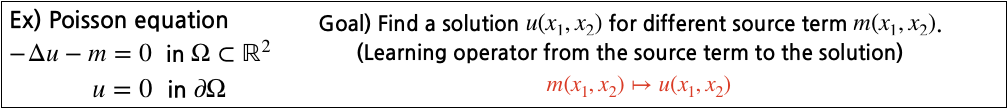 Ex) Poisson equation
−Δu − m = 0 in Ω ⊂ ℝ²
u = 0 in ∂Ω
Goal) Find a solution u(x₁, x₂) for different source term m(x₁, x₂).
(Learning operator from the source term to the solution)
m(x₁, x₂) ↦ u(x₁, x₂)